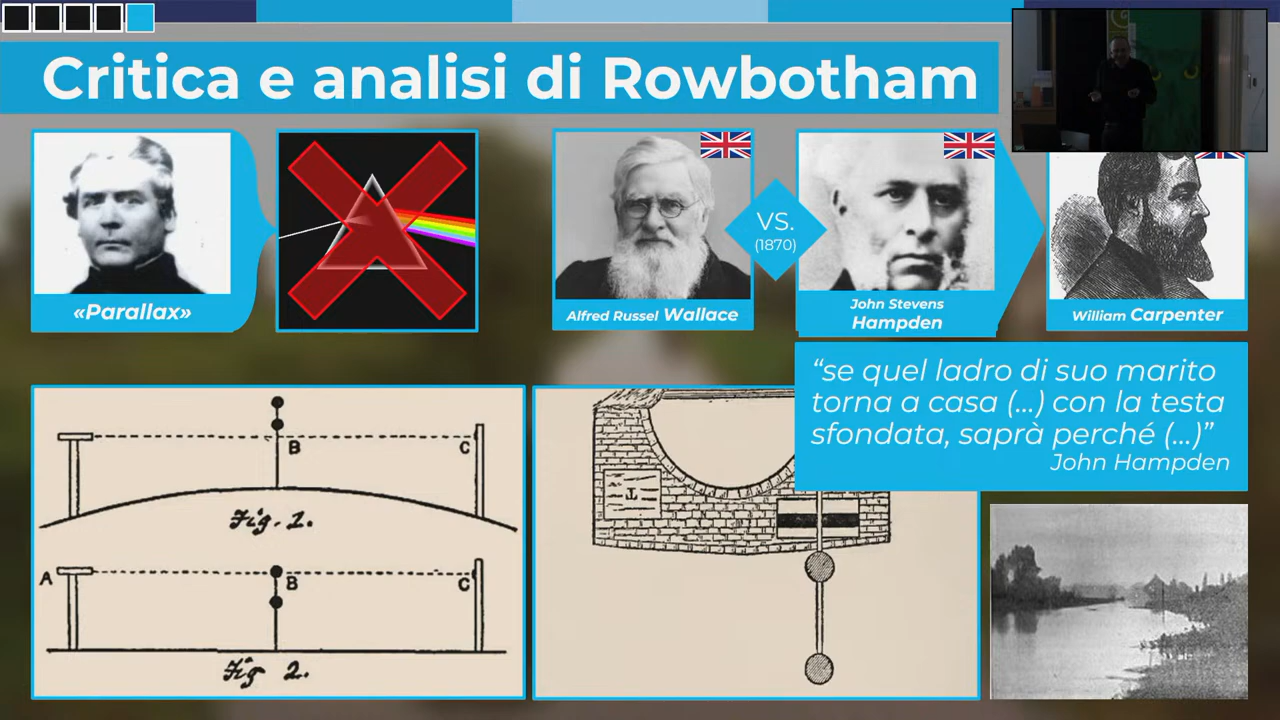 Critica e analisi di Rowbotham
«Parallax»
Alfred Russel Wallace
VS.
(1870)
John Stevens
Hampden
William Carpenter
“se quel ladro di suo marito
torna a casa (...) con la testa
sfondata, saprà perché (...)”
John Hampden
B
C
Fig. 1.
A
B
C
Fig 2.